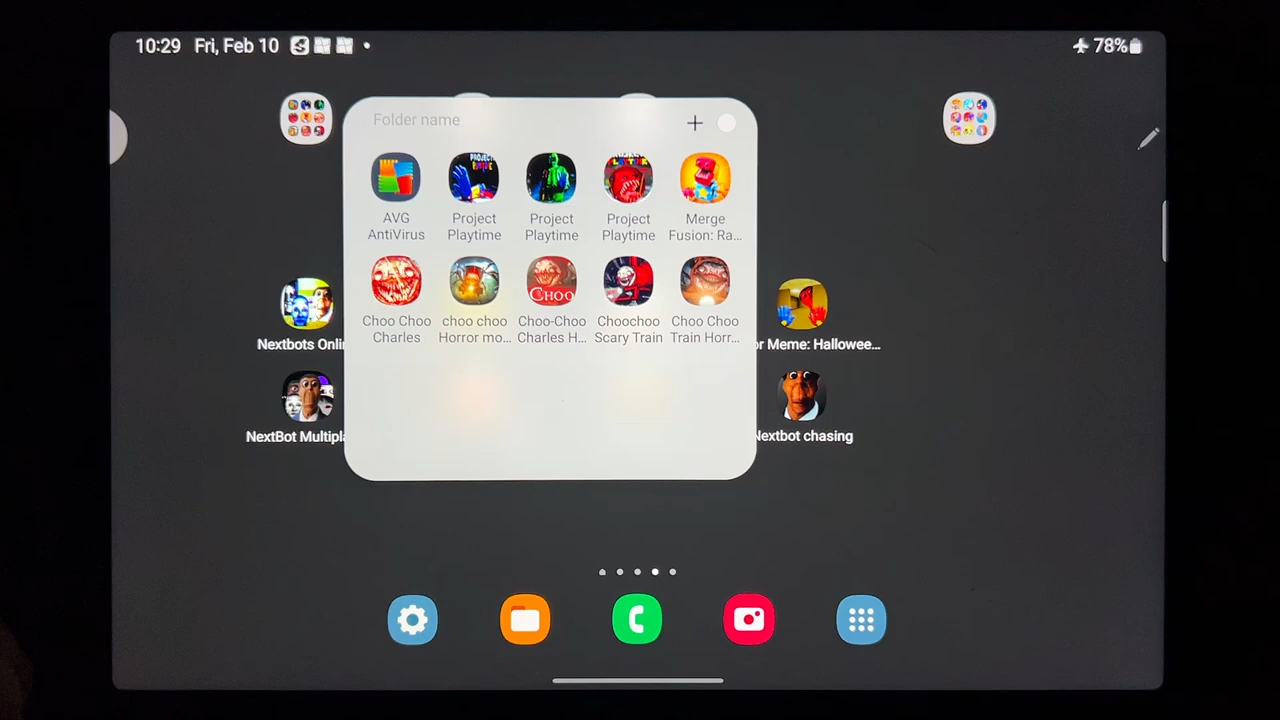 10:29 Fri, Feb 10 78%
Folder name
AVG AntiVirus
Project Playtime
Project Playtime
Project Playtime
Merge Fusion: Ra...
Choo Choo Charles
choo choo Horror mo...
Choo-Choo Charles H...
Choochoo Scary Train
Choo Choo Train Horr...
CHOO
Nextbots Onli
r Meme: Hallowee...
NextBot Multipl
Nextbot chasing